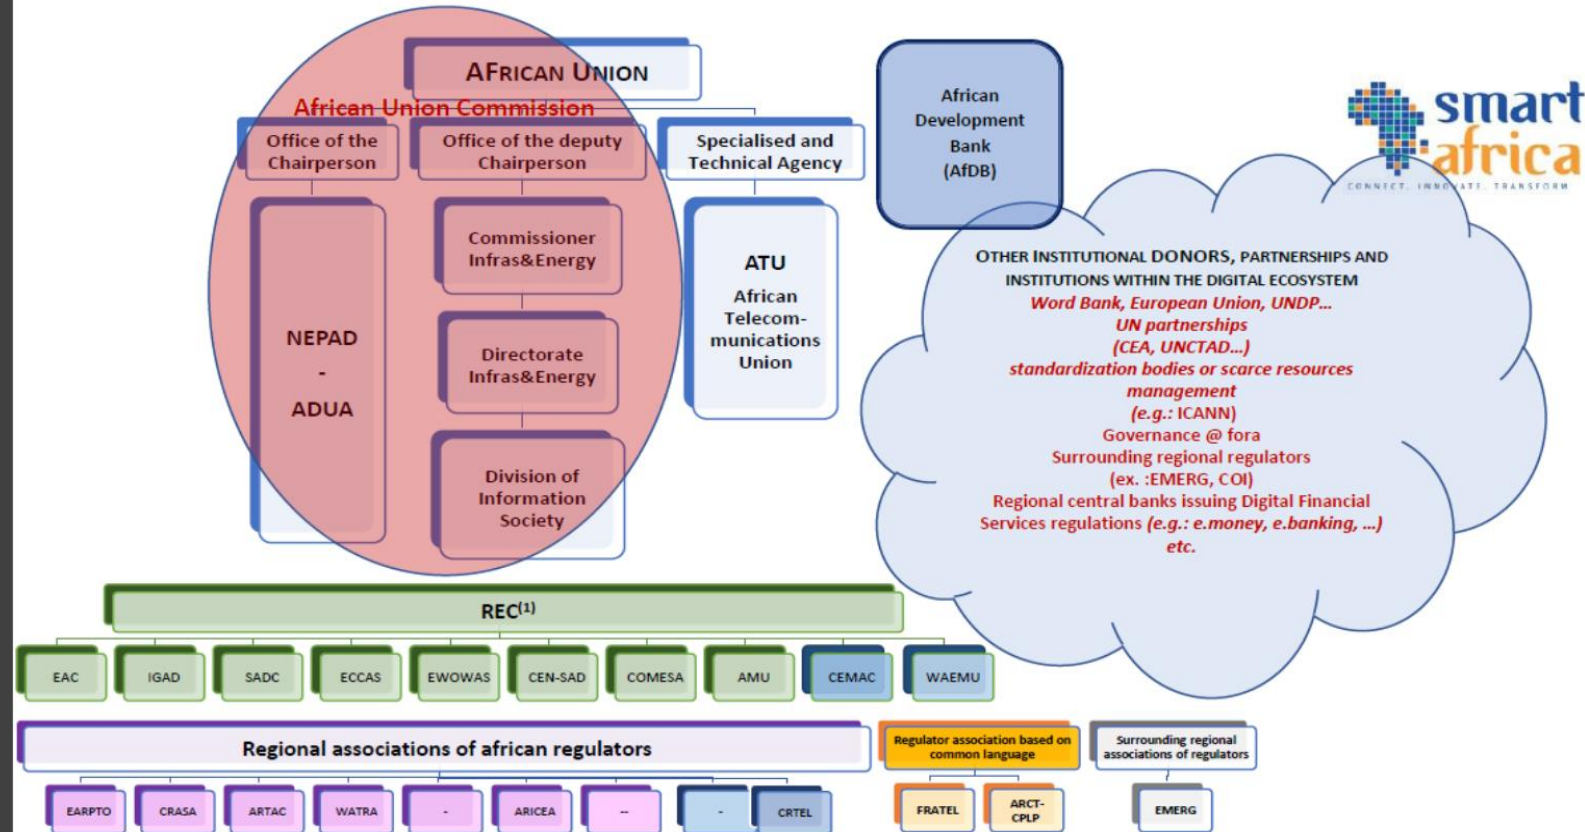 AFRICAN UNION
African Union Commission
Office of the
Chairperson
Office of the deputy
Chairperson
Specialised and
Technical Agency
NEPAD
-
ADUA
Commissioner
Infras&Energy
Directorate
Infras&Energy
Division of
Information
Society
ATU
African
Telecom-
munications
Union
African
Development
Bank
(AfDB)
smart
africa
CONNECT. INNOVATE. TRANSFORM
OTHER INSTITUTIONAL DONORS, PARTNERSHIPS AND
INSTITUTIONS WITHIN THE DIGITAL ECOSYSTEM
Word Bank, European Union, UNDP...
UN partnerships
(CEA, UNCTAD...)
standardization bodies or scarce resources
management
(e.g.: ICANN)
Governance @ fora
Surrounding regional regulators
(ex. :EMERG, COI)
Regional central banks issuing Digital Financial
Services regulations (e.g.: e.money, e.banking, ...)
etc.
REC(1)
EAC
IGAD
SADC
ECCAS
EWOWAS
CEN-SAD
COMESA
AMU
CEMAC
WAEMU
Regional associations of african regulators
EARPTO
CRASA
ARTAC
WATRA
-
ARICEA
--
-
CRTEL
Regulator association based on
common language
FRATEL
ARCT-
CPLP
Surrounding regional
associations of regulators
EMERG